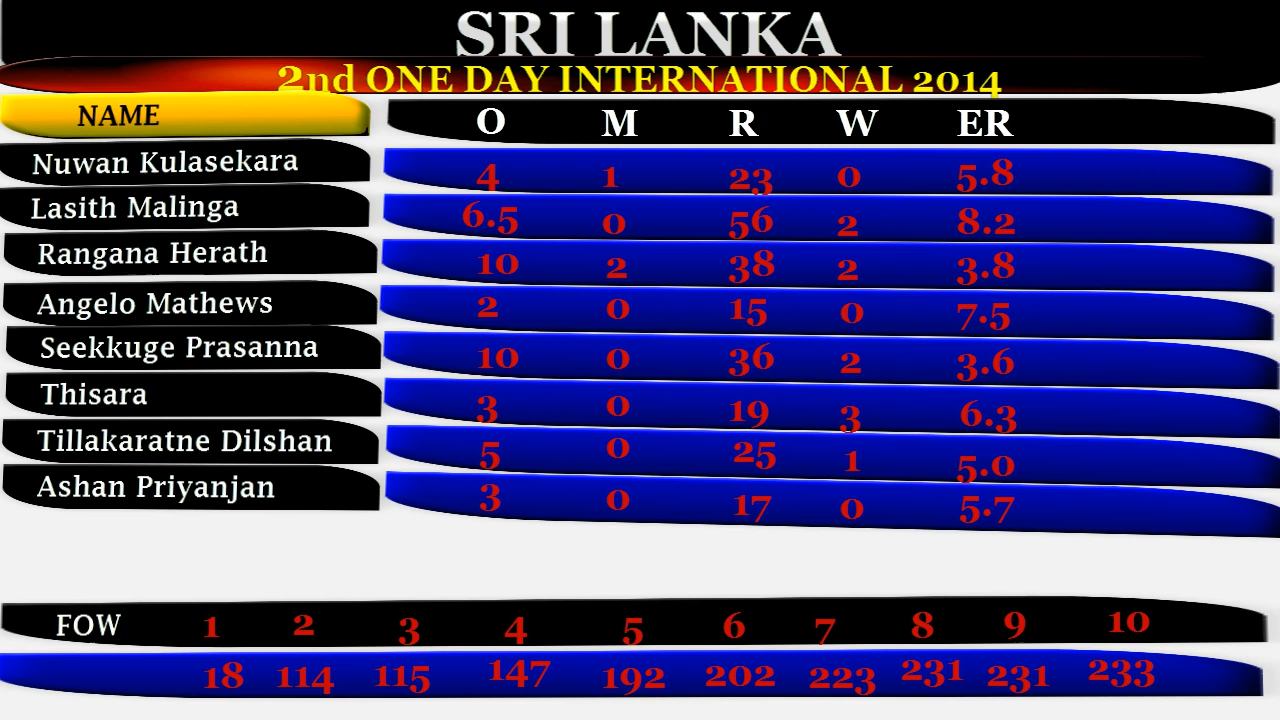 SRI LANKA
2nd ONE DAY INTERNATIONAL 2014
NAME O M R W ER
Nuwan Kulasekara 4 1 23 0 5.8
Lasith Malinga 6.5 0 56 2 8.2
Rangana Herath 10 2 38 2 3.8
Angelo Mathews 2 0 15 0 7.5
Seekkuge Prasanna 10 0 36 2 3.6
Thisara 3 0 19 3 6.3
Tillakaratne Dilshan 5 0 25 1 5.0
Ashan Priyanjan 3 0 17 0 5.7
FOW 1 2 3 4 5 6 7 8 9 10
18 114 115 147 192 202 223 231 231 233